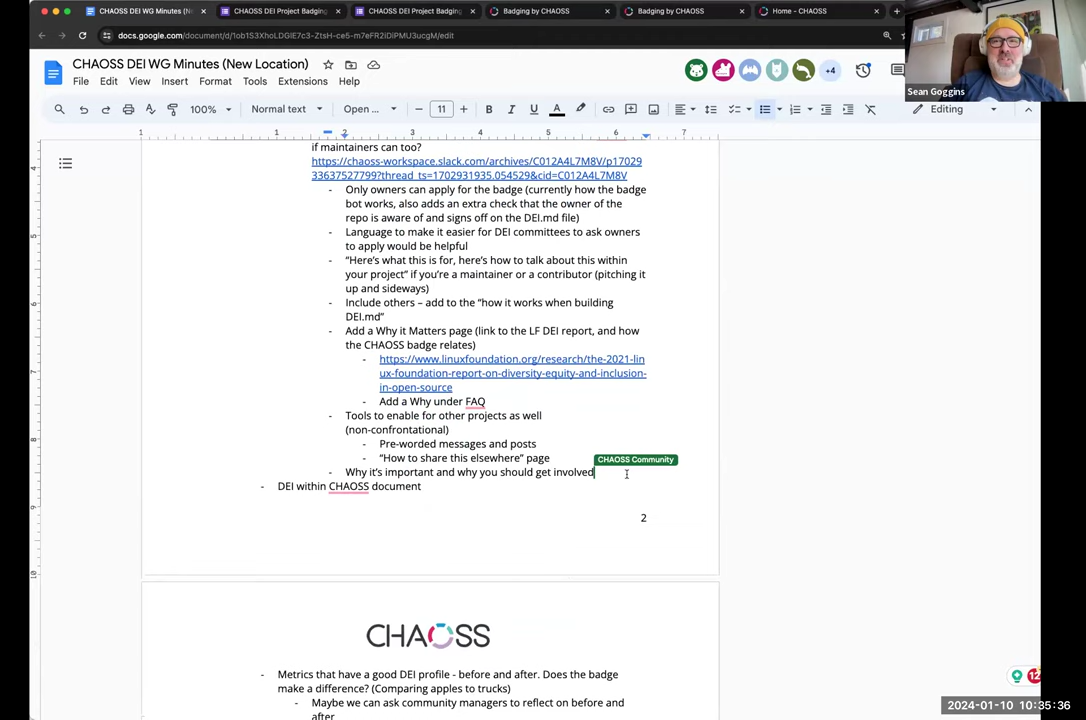 CHAOSS DEI WG Minutes (N
CHAOSS DEI Project Badging
CHAOSS DEI Project Badging
Badging by CHAOSS
Badging by CHAOSS
Home - CHAOSS
docs.google.com/document/d/1ob1S3XhoLDGlE7c3-ZtsH-ce5-m7eFR2iDlPMU3ucgM/edit
CHAOSS DEI WG Minutes (New Location)
File Edit View Insert Format Tools Extensions Help
+4
Sean Goggins
100% Normal text Open ... 11 Editing
1 1 2 3 4 5 6 7
if maintainers can too?
https://chaoss-workspace.slack.com/archives/C012A4L7M8V/p17029
33637527799?thread_ts=1702931935.054529&cid=C012A4L7M8V
- Only owners can apply for the badge (currently how the badge
bot works, also adds an extra check that the owner of the
repo is aware of and signs off on the DEI.md file)
- Language to make it easier for DEI committees to ask owners
to apply would be helpful
- “Here’s what this is for, here’s how to talk about this within
your project” if you’re a maintainer or a contributor (pitching it
up and sideways)
- Include others – add to the “how it works when building
DEI.md”
- Add a Why it Matters page (link to the LF DEI report, and how
the CHAOSS badge relates)
- https://www.linuxfoundation.org/research/the-2021-lin
ux-foundation-report-on-diversity-equity-and-inclusion-
in-open-source
- Add a Why under FAQ
- Tools to enable for other projects as well
(non-confrontational)
- Pre-worded messages and posts
- “How to share this elsewhere” page
CHAOSS Community
- Why it’s important and why you should get involved
- DEI within CHAOSS document
2
CHAOSS
- Metrics that have a good DEI profile - before and after. Does the badge
make a difference? (Comparing apples to trucks)
- Maybe we can ask community managers to reflect on before and
after
12
2024-01-10 10:35:36